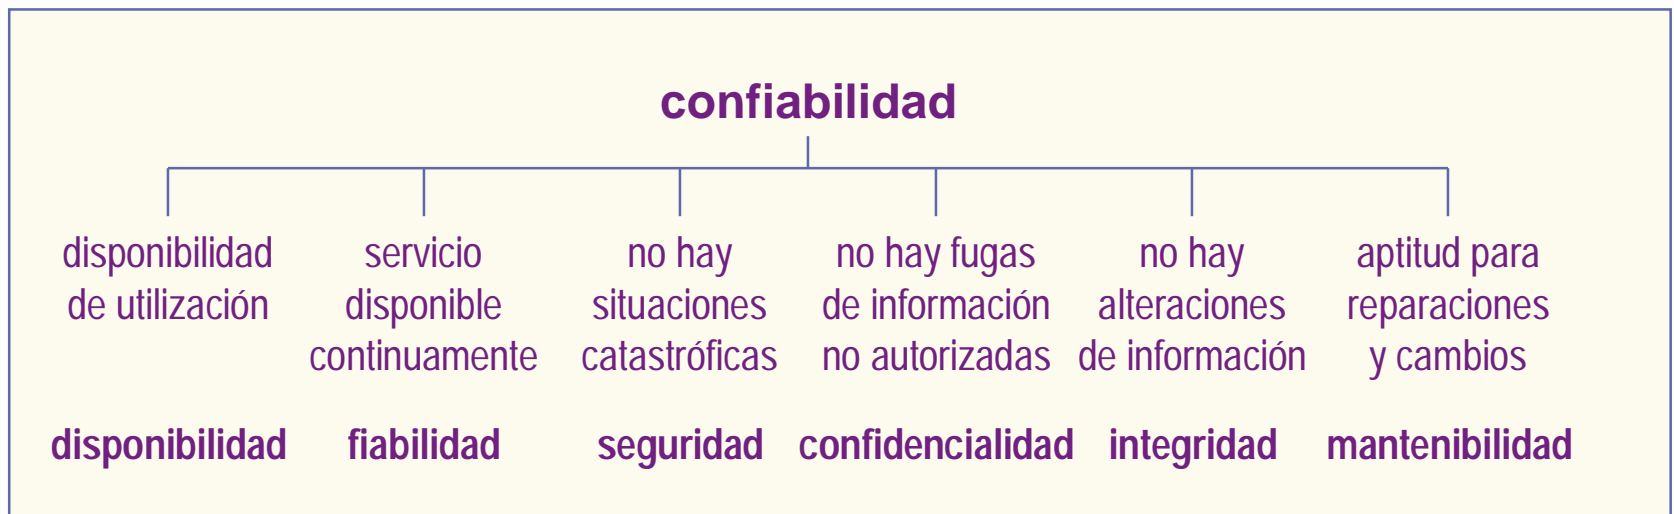 confiabilidad
disponibilidad
de utilización
servicio
disponible
continuamente
no hay
situaciones
catastróficas
no hay fugas
de información
no autorizadas
no hay
alteraciones
de información
aptitud para
reparaciones
y cambios
disponibilidad
fiabilidad
seguridad
confidencialidad
integridad
mantenibilidad